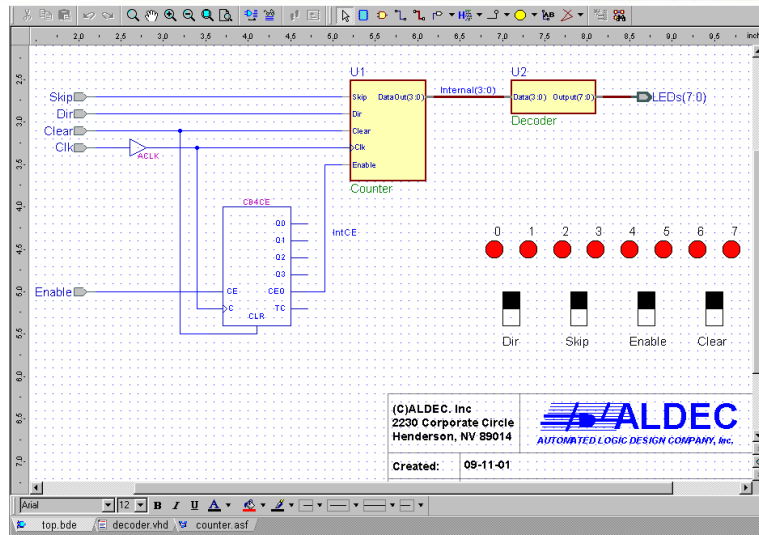 2,0 2,5 3,0 3,5 4,0 4,5 5,0 5,5 6,0 6,5 7,0 7,5 8,0 8,5 9,0 9,5 inch
2,5
3,0
3,5
4,0
4,5
5,0
5,5
6,0
6,5
7,0
U1
U2
Skip
Dir
Clear
Clk
ACLK
Skip DataOut(3:0)
Dir
Clear
Clk
Enable
Counter
Internal(3:0)
Data(3:0) Output(7:0)
Decoder
LEDs(7:0)
CB4CE
Q0
Q1
Q2
Q3
CE CEO
C TC
CLR
IntCE
Enable
0 1 2 3 4 5 6 7
Dir Skip Enable Clear
(C)ALDEC. Inc
2230 Corporate Circle
Henderson, NV 89014
ALDEC
AUTOMATED LOGIC DESIGN COMPANY, Inc.
Created: 09-11-01
Arial 12 B I U A
top.bde decoder.vhd counter.asf